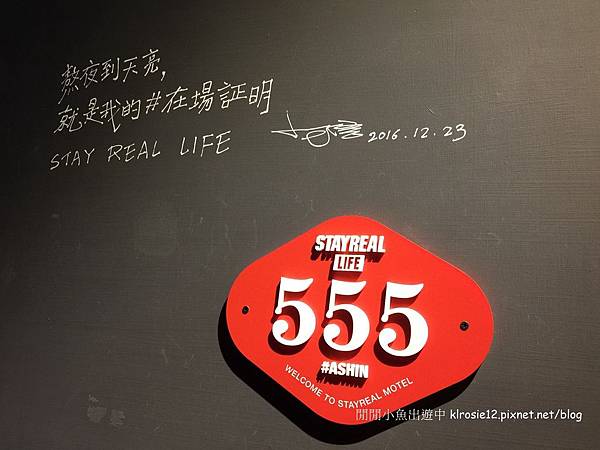 熬夜到天亮,
就是我的#在場証明
STAY REAL LIFE
2016.12.23
STAYREAL
LIFE
555
#ASHIN
WELCOME TO STAYREAL MOTEL
閒閒小魚出遊中 klrosie12.pixnet.net/blog